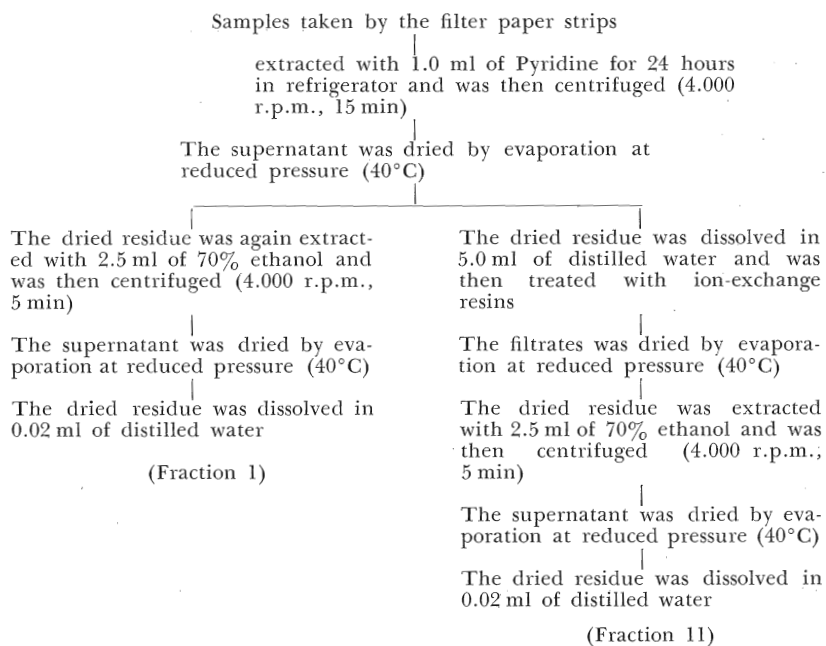 Samples taken by the filter paper strips
extracted with 1.0 ml of Pyridine for 24 hours
in refrigerator and was then centrifuged (4.000
r.p.m., 15 min)
The supernatant was dried by evaporation at
reduced pressure (40°C)
The dried residue was again extract-
ed with 2.5 ml of 70% ethanol and
was then centrifuged (4.000 r.p.m.,
5 min)
The supernatant was dried by eva-
poration at reduced pressure (40°C)
The dried residue was dissolved in
0.02 ml of distilled water
(Fraction 1)
The dried residue was dissolved in
5.0 ml of distilled water and was
then treated with ion-exchange
resins
The filtrates was dried by evapora-
tion at reduced pressure (40°C)
The dried residue was extracted
with 2.5 ml of 70% ethanol and was
then centrifuged (4.000 r.p.m.,
5 min)
The supernatant was dried by eva-
poration at reduced pressure (40°C)
The dried residue was dissolved in
0.02 ml of distilled water
(Fraction 11)